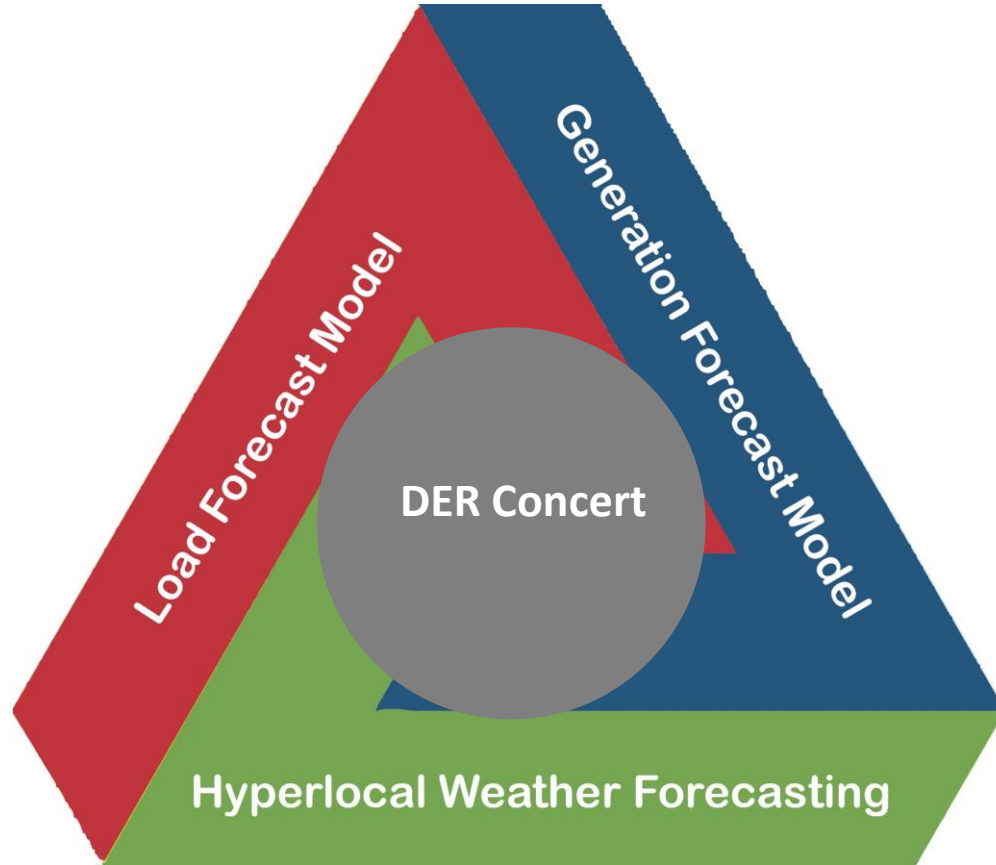 Load Forecast Model
Generation Forecast Model
DER Concert
Hyperlocal Weather Forecasting